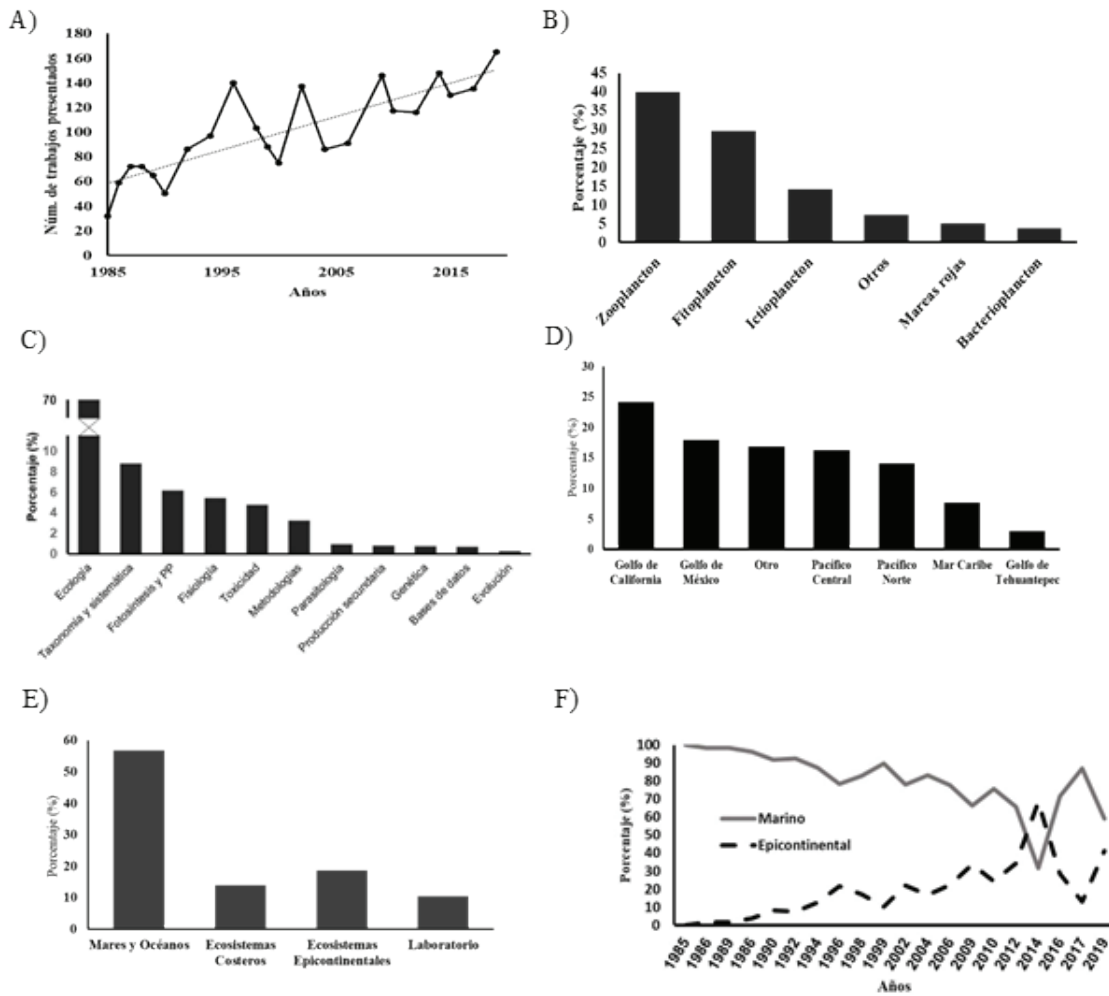 A)
Núm. de trabajos presentados
180
160
140
120
100
80
60
40
20
0
1985
1995
2005
2015
Años
B)
Porcentaje (%)
45
40
35
30
25
20
15
10
5
0
Zooplancton
Fitoplancton
Ictioplancton
Otros
Mareas rojas
Bacterioplancton
C)
Porcentaje (%)
70
10
8
6
4
2
0
Ecología
Taxonomía y sistemática
Fotosíntesis y PP
Fisiología
Toxicidad
Metodologías
Parasitología
Producción secundaria
Genética
Bases de datos
Evolución
D)
Porcentaje (%)
30
25
20
15
10
5
0
Golfo de
California
Golfo de
México
Otro
Pacífico
Central
Pacífico
Norte
Mar Caribe
Golfo de
Tehuantepec
E)
Porcentaje (%)
60
50
40
30
20
10
0
Mares y Océanos
Ecosistemas
Costeros
Ecosistemas
Epicontinentales
Laboratorio
F)
Porcentaje (%)
100
90
80
70
60
50
40
30
20
10
0
Marino
Epicontinental
1985
1986
1989
1986
1990
1992
1994
1996
1998
1999
2002
2004
2006
2009
2010
2012
2014
2016
2017
2019
Años